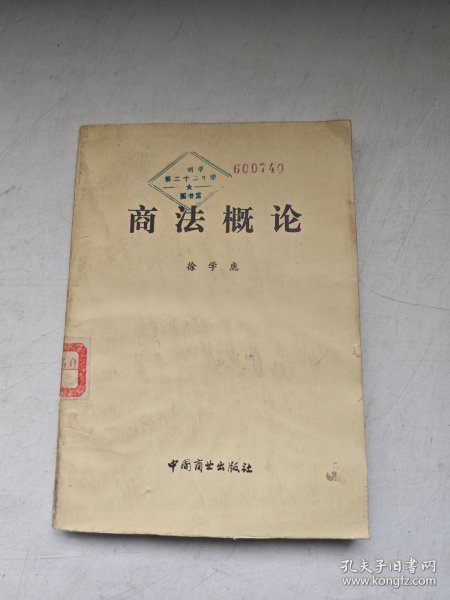 第二十二中学
图书室
600740
商法概论
徐学鹿
中国商业出版社
孔夫子旧书网
www.kongfz.com